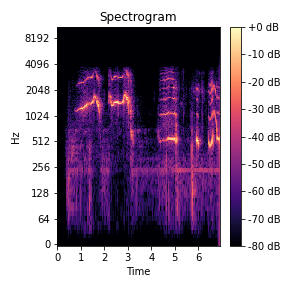 Spectrogram
8192
4096
2048
1024
512
256
128
64
0
Hz
0 1 2 3 4 5 6
Time
+0 dB
-10 dB
-20 dB
-30 dB
-40 dB
-50 dB
-60 dB
-70 dB
-80 dB